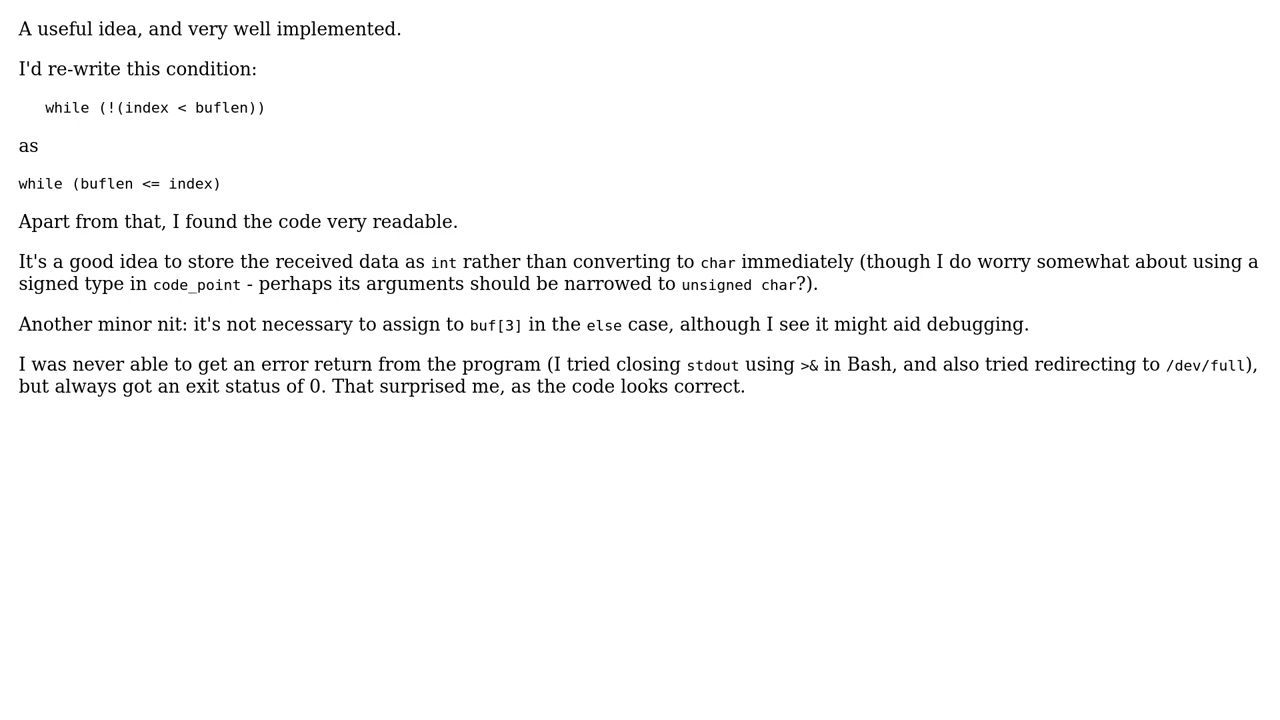 A useful idea, and very well implemented.
I'd re-write this condition:
while (!(index < buflen))
as
while (buflen <= index)
Apart from that, I found the code very readable.
It's a good idea to store the received data as int rather than converting to char immediately (though I do worry somewhat about using a
signed type in code_point - perhaps its arguments should be narrowed to unsigned char?).
Another minor nit: it's not necessary to assign to buf[3] in the else case, although I see it might aid debugging.
I was never able to get an error return from the program (I tried closing stdout using >& in Bash, and also tried redirecting to /dev/full),
but always got an exit status of 0. That surprised me, as the code looks correct.